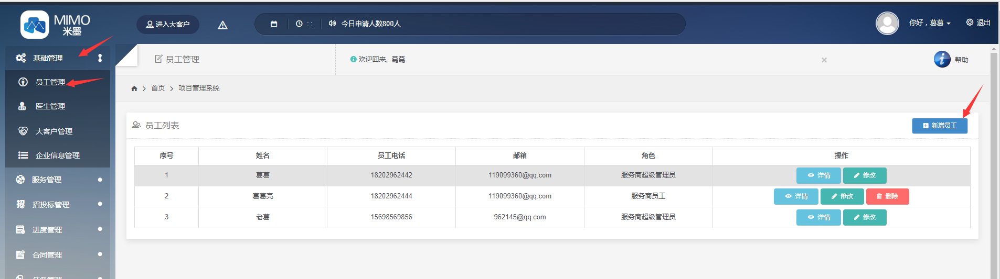 MIMO
米墨
进入大客户
: :
今日申请人数800人
你好，葛葛
退出
基础管理
员工管理
医生管理
大客户管理
企业信息管理
服务管理
招投标管理
进度管理
合同管理
任务管理
员工管理
欢迎回来, 葛葛
×
帮助
首页 > 项目管理系统
员工列表
新增员工
序号 姓名 员工电话 邮箱 角色 操作
1 葛葛 18202962442 119099360@qq.com 服务商超级管理员 详情 修改
2 葛葛亮 18202962444 119099360@qq.com 服务商员工 详情 修改 删除
3 老葛 15698569856 962145@qq.com 服务商超级管理员 详情 修改